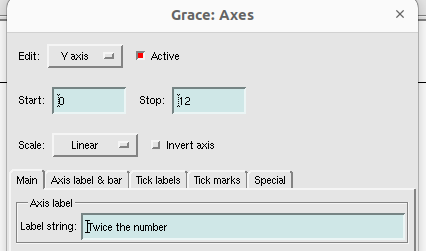 Grace: Axes
Edit: Y axis Active
Start: 0 Stop: 12
Scale: Linear Invert axis
Main Axis label & bar Tick labels Tick marks Special
Axis label
Label string: Twice the number